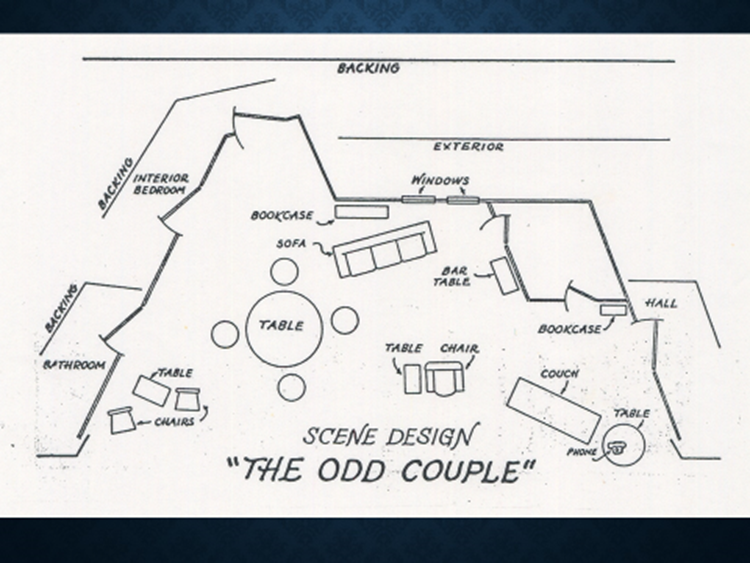 BACKING
EXTERIOR
BACKING
INTERIOR
BEDROOM
WINDOWS
BOOKCASE
SOFA
BAR
TABLE
BACKING
HALL
BOOKCASE
TABLE
BATHROOM
TABLE
CHAIRS
TABLE
CHAIR
COUCH
TABLE
PHONE
SCENE DESIGN
"THE ODD COUPLE"